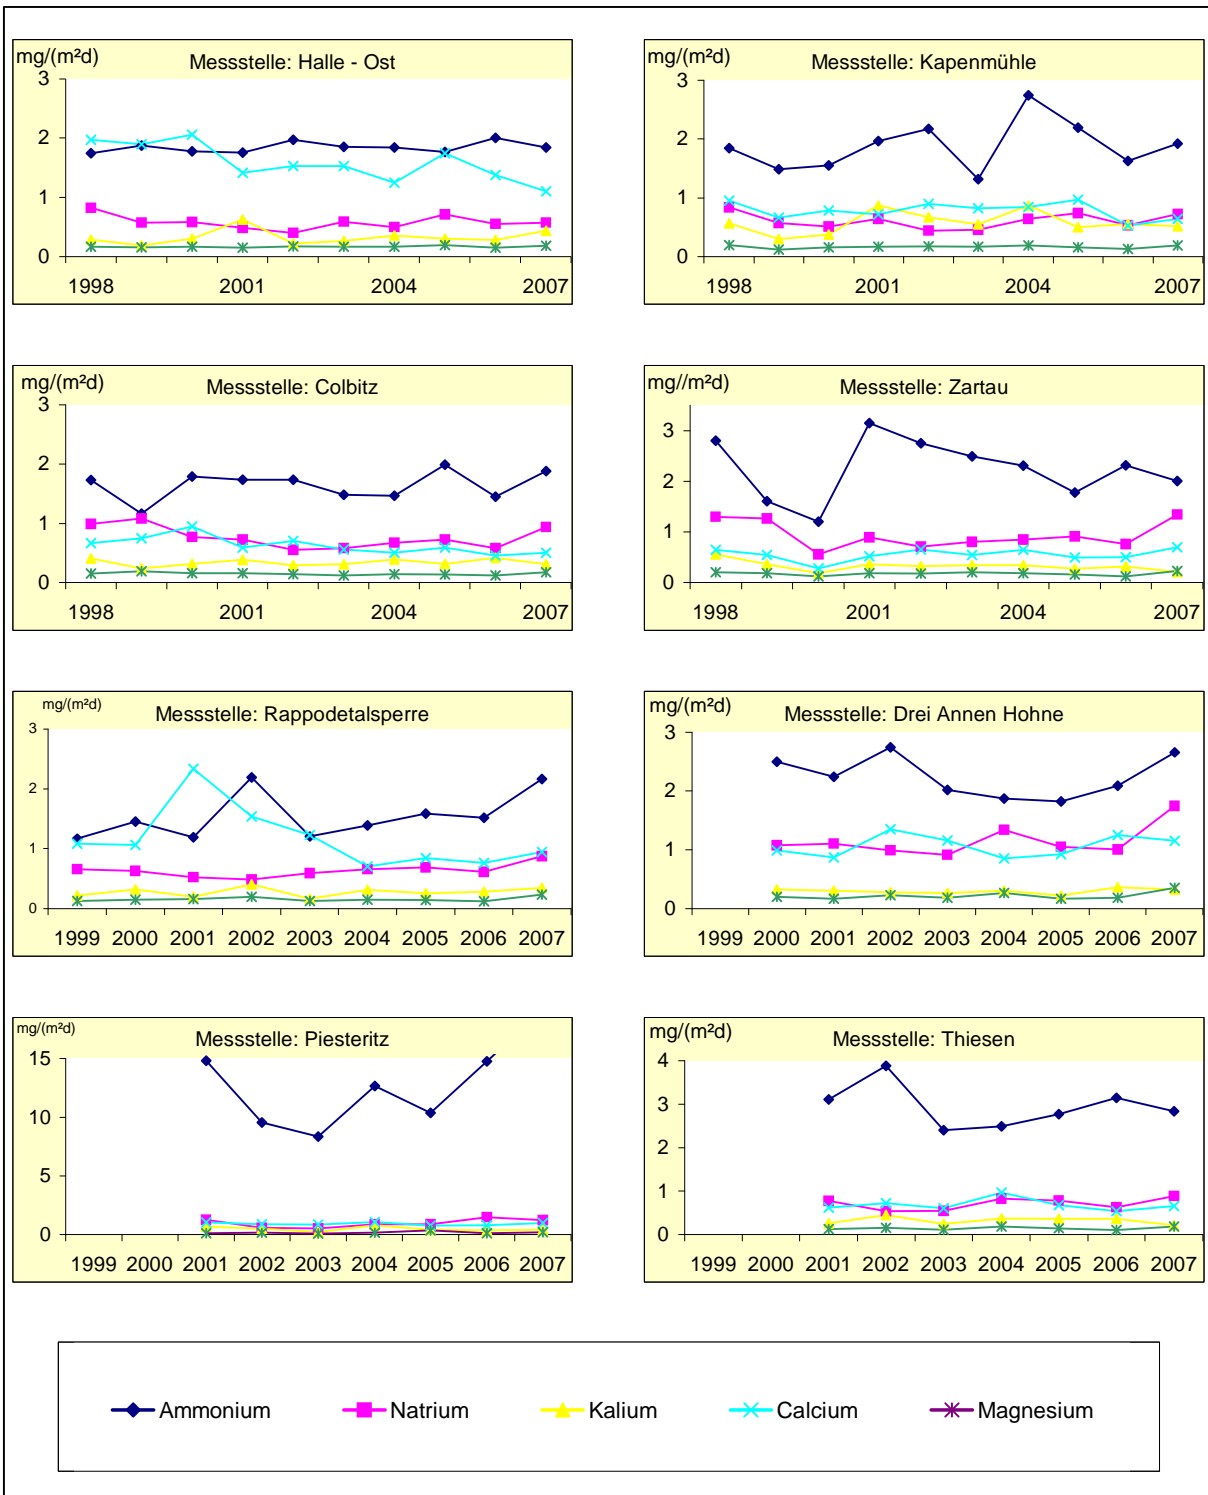 mg/(m²d)
Messstelle: Halle - Ost
3
2
1
0
1998 2001 2004 2007
mg/(m²d)
Messstelle: Kapenmühle
3
2
1
0
1998 2001 2004 2007
mg/(m²d)
Messstelle: Colbitz
3
2
1
0
1998 2001 2004 2007
mg//m²d)
Messstelle: Zartau
3
2
1
0
1998 2001 2004 2007
mg/(m²d)
Messstelle: Rappodetalsperre
3
2
1
0
1999 2000 2001 2002 2003 2004 2005 2006 2007
mg/(m²d)
Messstelle: Drei Annen Hohne
3
2
1
0
1999 2000 2001 2002 2003 2004 2005 2006 2007
mg/(m²d)
Messstelle: Piesteritz
15
10
5
0
1999 2000 2001 2002 2003 2004 2005 2006 2007
mg/(m²d)
Messstelle: Thiesen
4
3
2
1
0
1999 2000 2001 2002 2003 2004 2005 2006 2007
Ammonium Natrium Kalium Calcium Magnesium